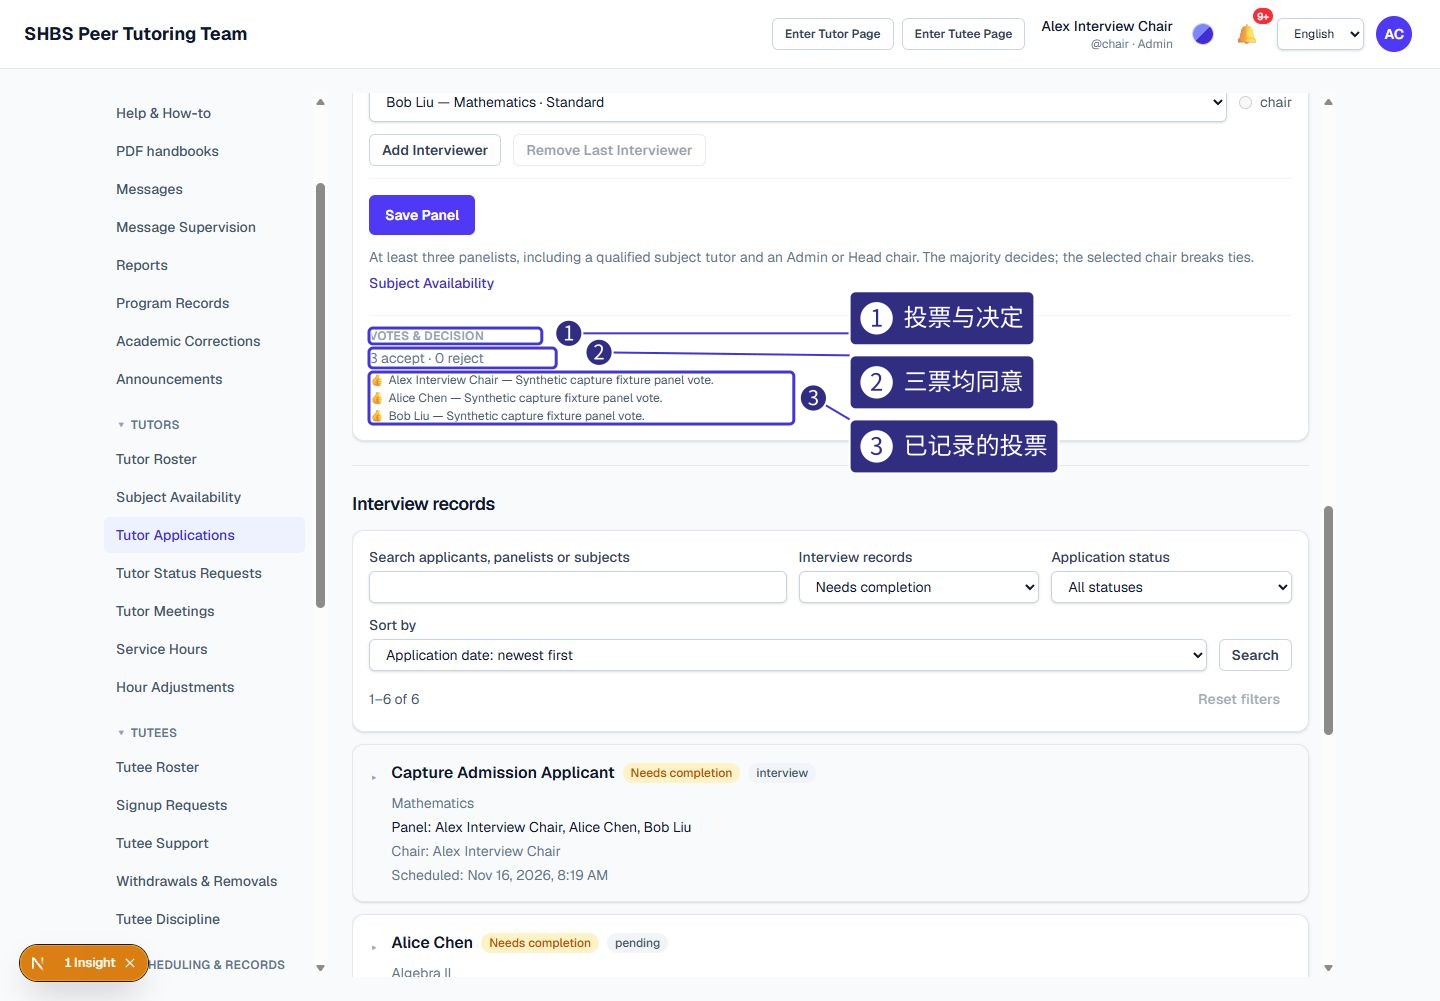 SHBS Peer Tutoring Team
Enter Tutor Page
Enter Tutee Page
Alex Interview Chair
@chair · Admin
9+
English
AC
Help & How-to
PDF handbooks
Messages
Message Supervision
Reports
Program Records
Academic Corrections
Announcements
TUTORS
Tutor Roster
Subject Availability
Tutor Applications
Tutor Status Requests
Tutor Meetings
Service Hours
Hour Adjustments
TUTEES
Tutee Roster
Signup Requests
Tutee Support
Withdrawals & Removals
Tutee Discipline
HEDULING & RECORDS
1 Insight
Bob Liu — Mathematics · Standard
chair
Add Interviewer
Remove Last Interviewer
Save Panel
At least three panelists, including a qualified subject tutor and an Admin or Head chair. The majority decides; the selected chair breaks ties.
Subject Availability
VOTES & DECISION
1
1 投票与决定
3 accept · 0 reject
2
2 三票均同意
Alex Interview Chair — Synthetic capture fixture panel vote.
Alice Chen — Synthetic capture fixture panel vote.
Bob Liu — Synthetic capture fixture panel vote.
3
3 已记录的投票
Interview records
Search applicants, panelists or subjects
Interview records
Needs completion
Application status
All statuses
Sort by
Application date: newest first
Search
1–6 of 6
Reset filters
Capture Admission Applicant
Needs completion
interview
Mathematics
Panel: Alex Interview Chair, Alice Chen, Bob Liu
Chair: Alex Interview Chair
Scheduled: Nov 16, 2026, 8:19 AM
Alice Chen
Needs completion
pending
Algebra II